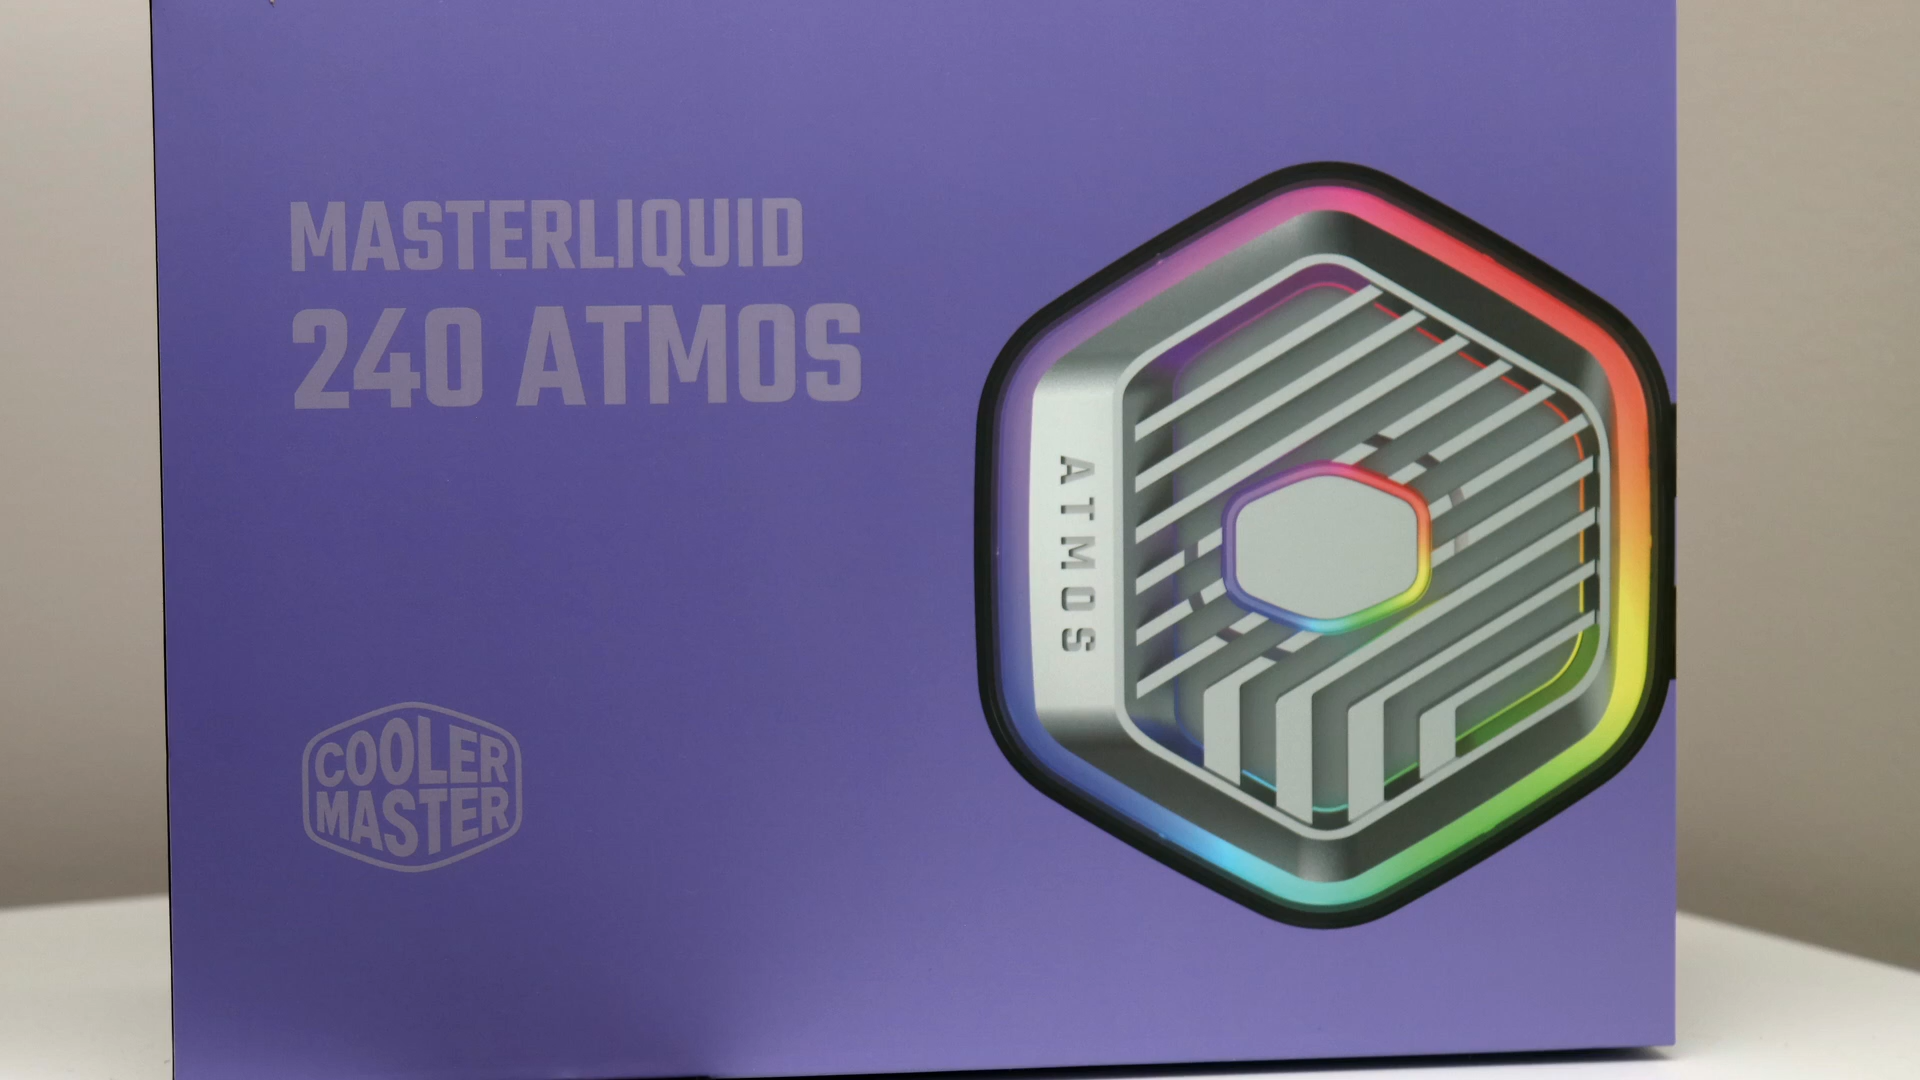 MASTERLIQUID
240 ATMOS
ATMOS
COOLER
MASTER